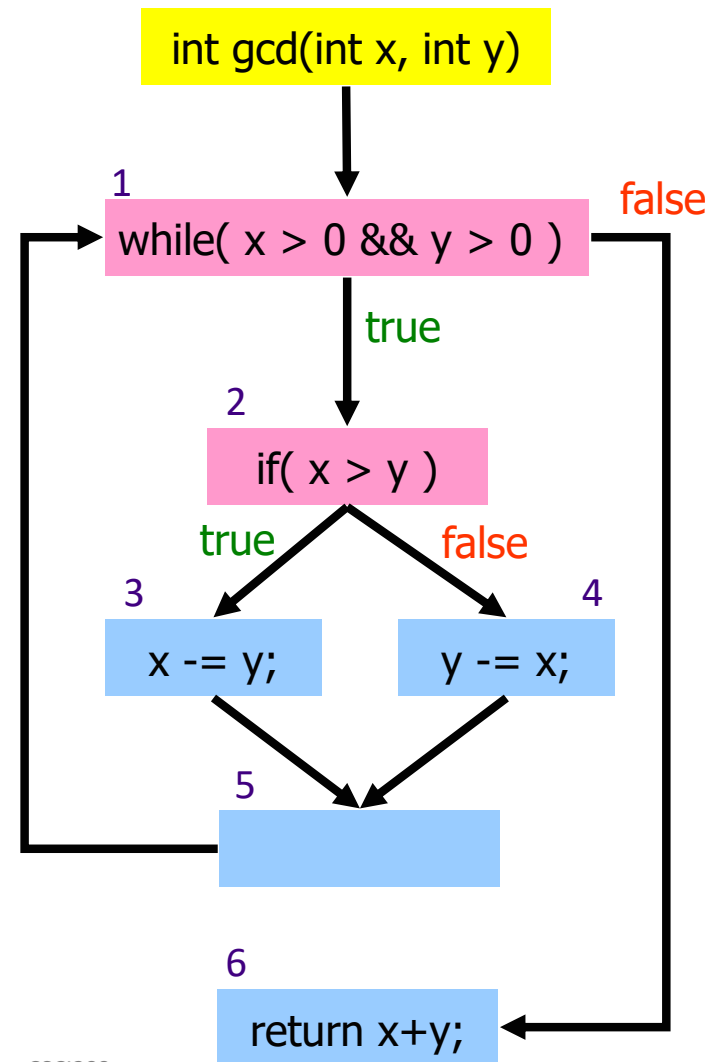 int gcd(int x, int y)
1
false
while( x > 0 && y > 0 )
true
2
if( x > y )
true
false
3
4
x -= y;
y -= x;
5
6
return x+y;